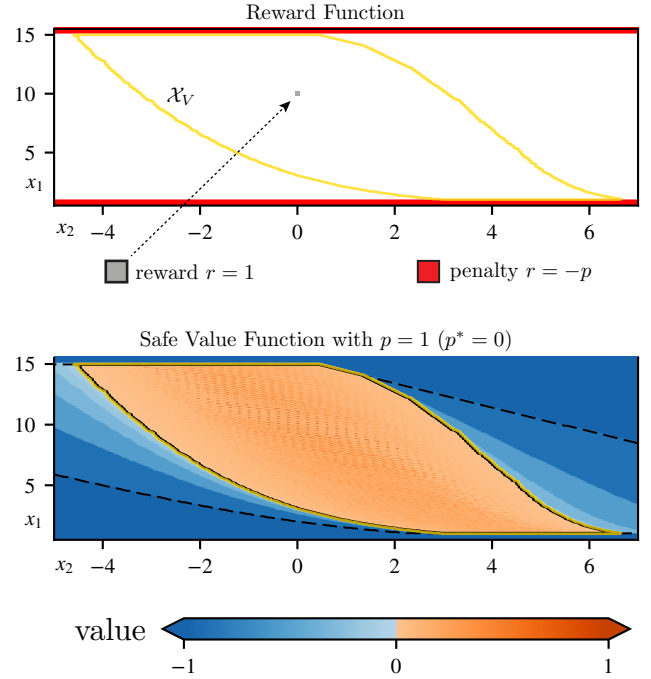 Reward Function
15
10
5
x₁
𝒳_V
x₂
−4
−2
0
2
4
6
reward r = 1
penalty r = −p
Safe Value Function with p = 1 (p* = 0)
15
10
5
x₁
x₂
−4
−2
0
2
4
6
value
−1
0
1